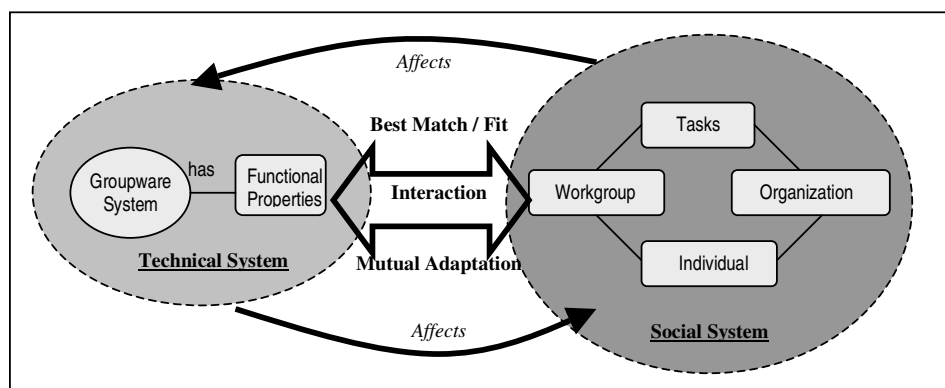 Affects
Best Match / Fit
Tasks
has
Groupware
System
Functional
Properties
Interaction
Workgroup
Organization
Technical System
Mutual Adaptation
Individual
Affects
Social System